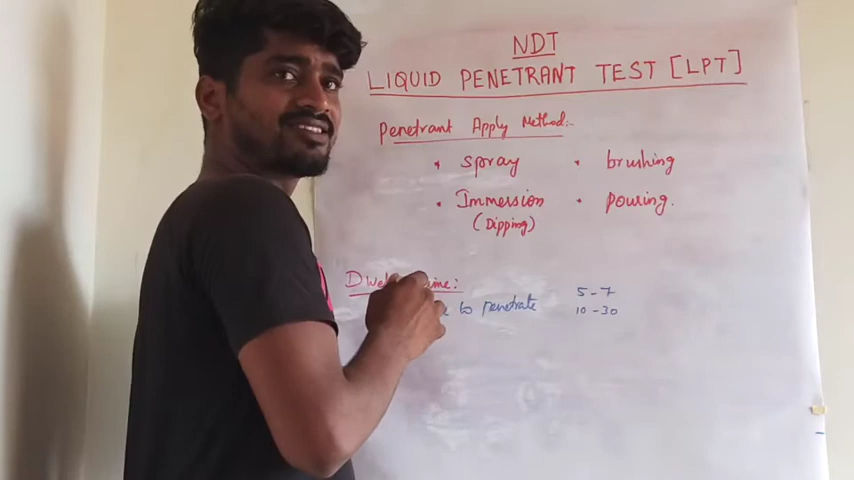 NDT
LIQUID PENETRANT TEST [LPT]
Penetrant Apply Method:-
• spray • brushing
• Immersion • pouring.
(Dipping)
to penetrate 5-7
10-30